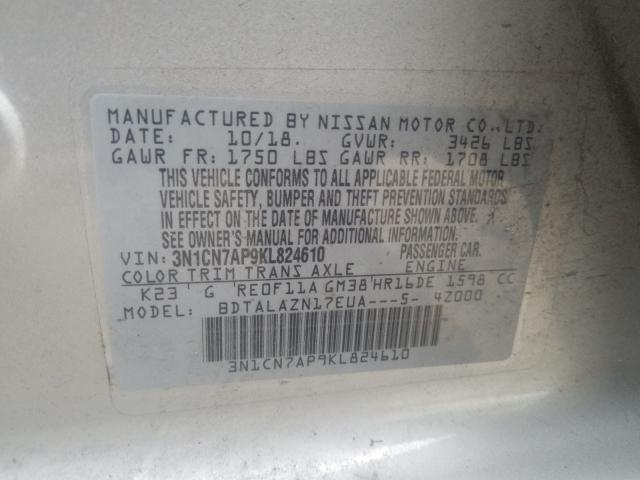 MANUFACTURED BY NISSAN MOTOR CO.,LTD.
DATE: 10/18. GVWR: 3426 LBS
GAWR FR: 1750 LBS GAWR RR: 1708 LBS
THIS VEHICLE CONFORMS TO ALL APPLICABLE FEDERAL MOTOR
VEHICLE SAFETY, BUMPER AND THEFT PREVENTION STANDARDS
IN EFFECT ON THE DATE OF MANUFACTURE SHOWN ABOVE.
SEE OWNER'S MANUAL FOR ADDITIONAL INFORMATION.
VIN: 3N1CN7AP9KL824610 PASSENGER CAR.
COLOR TRIM TRANS AXLE ENGINE
K23 G RE0F11A GM38 HR16DE 1598 CC
MODEL: BDTALAZN17EUA---5- 4Z000
3N1CN7AP9KL824610